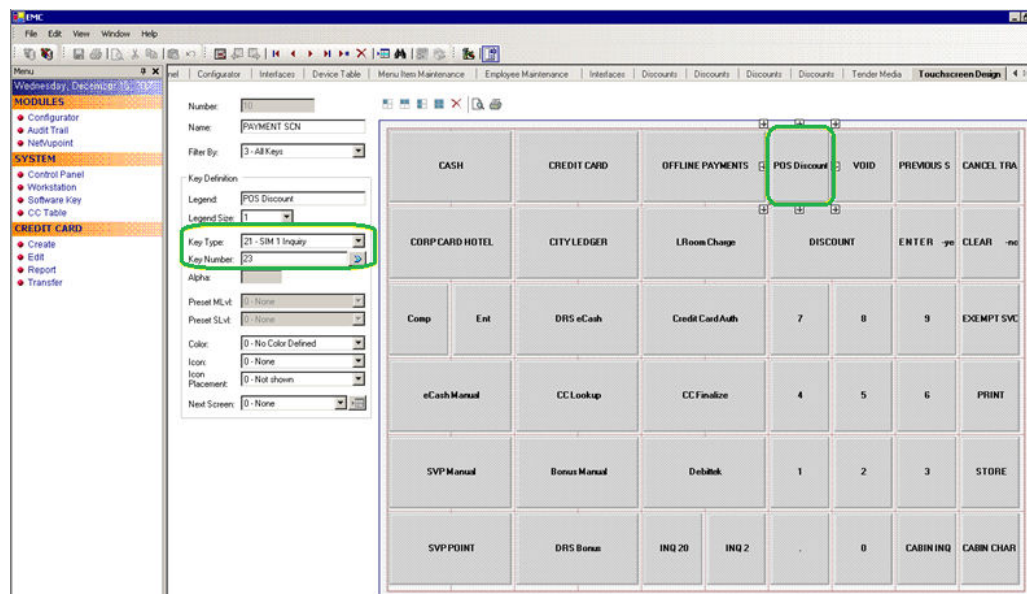 EMC
File Edit View Window Help
Menu
nel Configurator Interfaces Device Table Menu Item Maintenance Employee Maintenance Interfaces Discounts Discounts Discounts Discounts Tender Media Touchscreen Design
Wednesday, December
MODULES
Configurator
Audit Trail
NetVupoint
SYSTEM
Control Panel
Workstation
Software Key
CC Table
CREDIT CARD
Create
Edit
Report
Transfer
Number: 10
Name: PAYMENT SCN
Filter By: 3 - All Keys
Key Definition
Legend: POS Discount
Legend Size: 1
Key Type: 21 - SIM 1 Inquiry
Key Number: 23
Alpha:
Preset MLvl: 0 - None
Preset SLvl: 0 - None
Color: 0 - No Color Defined
Icon: 0 - None
Icon Placement: 0 - Not shown
Next Screen: 0 - None
CASH CREDIT CARD OFFLINE PAYMENTS POS Discount VOID PREVIOUS S CANCEL TRA
CORP CARD HOTEL CITY LEDGER LRoom Charge DISCOUNT ENTER -ye CLEAR -no
Comp Ent DRS eCash Credit Card Auth 7 8 9 EXEMPT SVC
eCash Manual CC Lookup CC Finalize 4 5 6 PRINT
SVP Manual Bonus Manual Debittek 1 2 3 STORE
SVP POINT DRS Bonus INQ 20 INQ 2 . 0 CABIN INQ CABIN CHAR